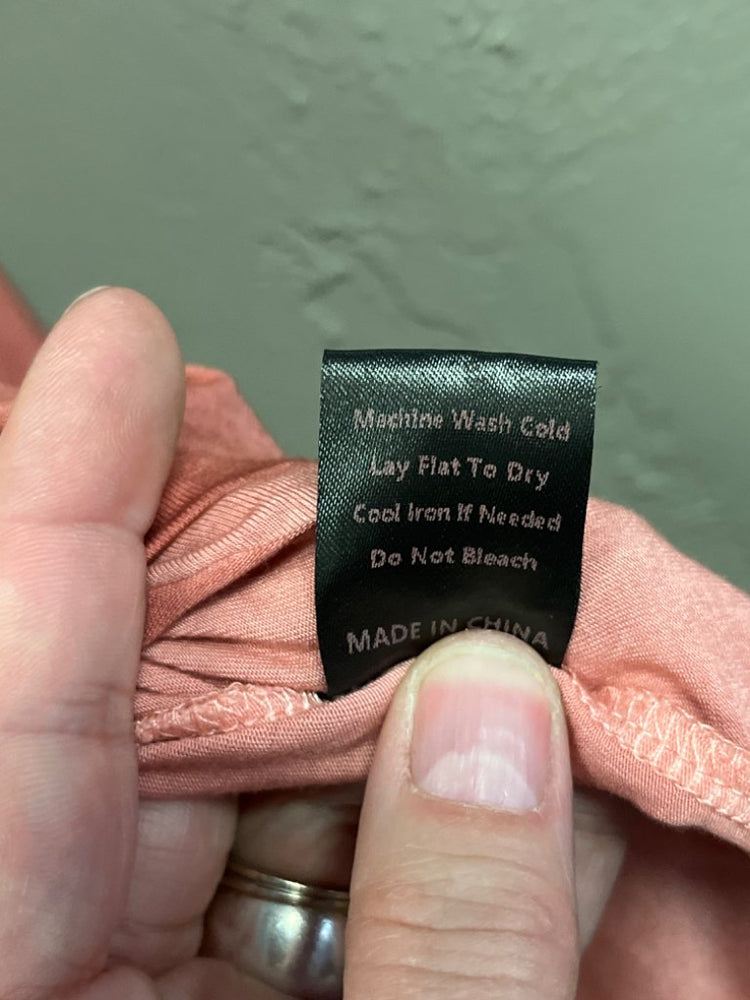 Machine Wash Cold
Lay Flat To Dry
Cool Iron If Needed
Do Not Bleach
MADE IN CHINA